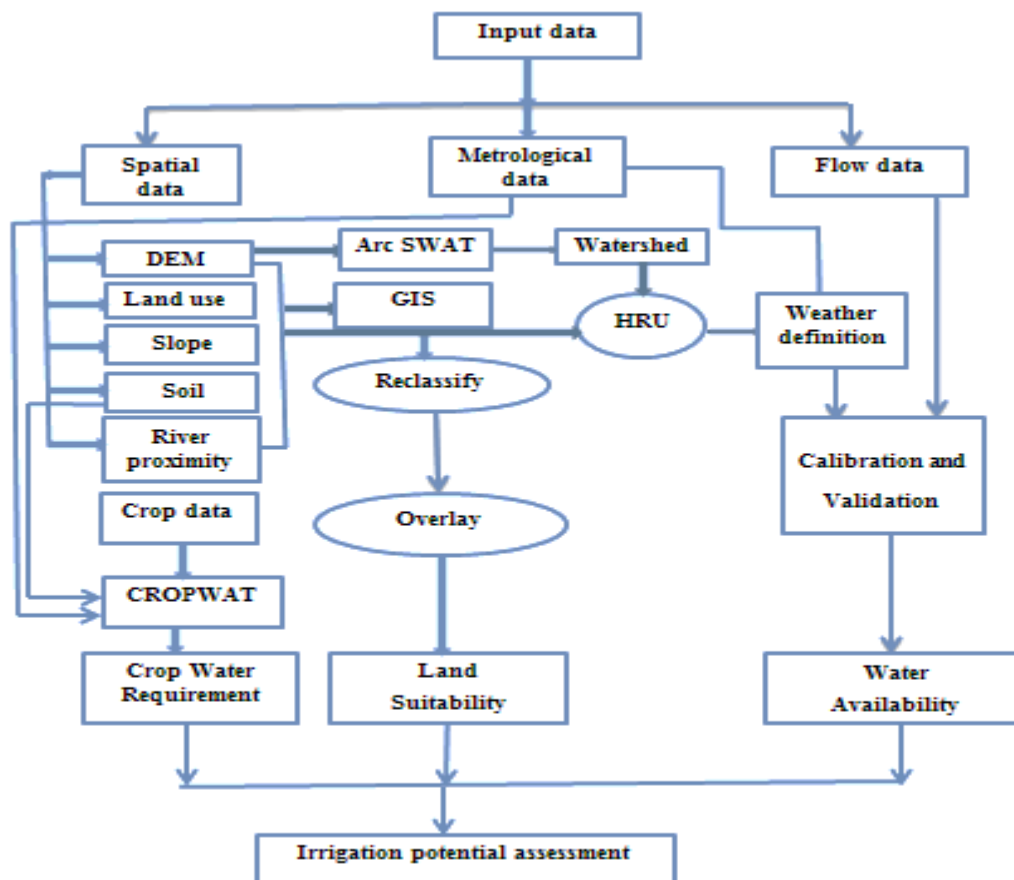 Input data
Spatial
data
Metrological
data
Flow data
DEM
Arc SWAT
Watershed
Land use
GIS
HRU
Weather
definition
Slope
Reclassify
Soil
River
proximity
Calibration and
Validation
Crop data
Overlay
CROPWAT
Crop Water
Requirement
Land
Suitability
Water
Availability
Irrigation potential assessment